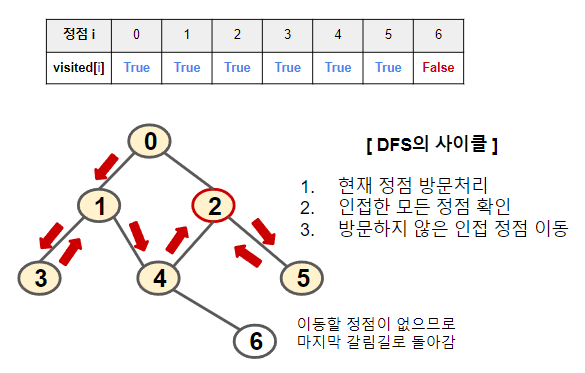 정점 i 0 1 2 3 4 5 6
visited[i] True True True True True True False
[ DFS의 사이클 ]
1. 현재 정점 방문처리
2. 인접한 모든 정점 확인
3. 방문하지 않은 인접 정점 이동
0
1
2
3
4
5
6
이동할 정점이 없으므로
마지막 갈림길로 돌아감